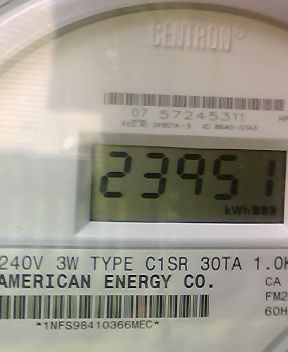 CENTRON
07 57245311
23951
kWh 888
240V 3W TYPE C1SR 30TA 1.0K
AMERICAN ENERGY CO.
CA
FM2
60H
*1NFS98410366MEC*